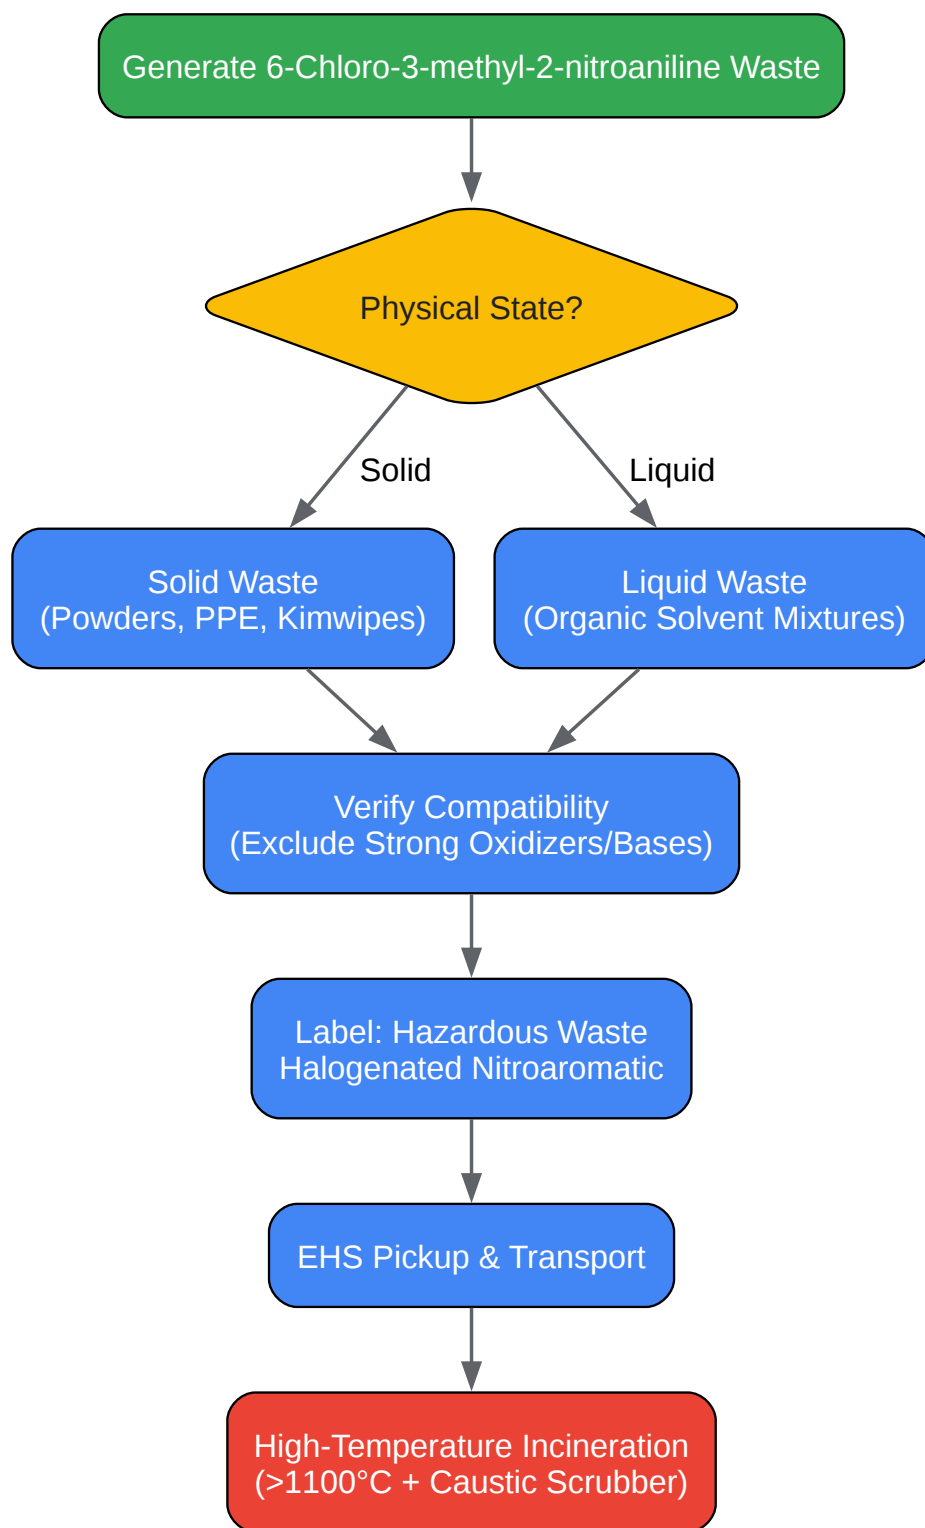 Generate 6-Chloro-3-methyl-2-nitroaniline Waste
Physical State?
Solid
Liquid
Solid Waste
(Powders, PPE, Kimwipes)
Liquid Waste
(Organic Solvent Mixtures)
Verify Compatibility
(Exclude Strong Oxidizers/Bases)
Label: Hazardous Waste
Halogenated Nitroaromatic
EHS Pickup & Transport
High-Temperature Incineration
(>1100°C + Caustic Scrubber)